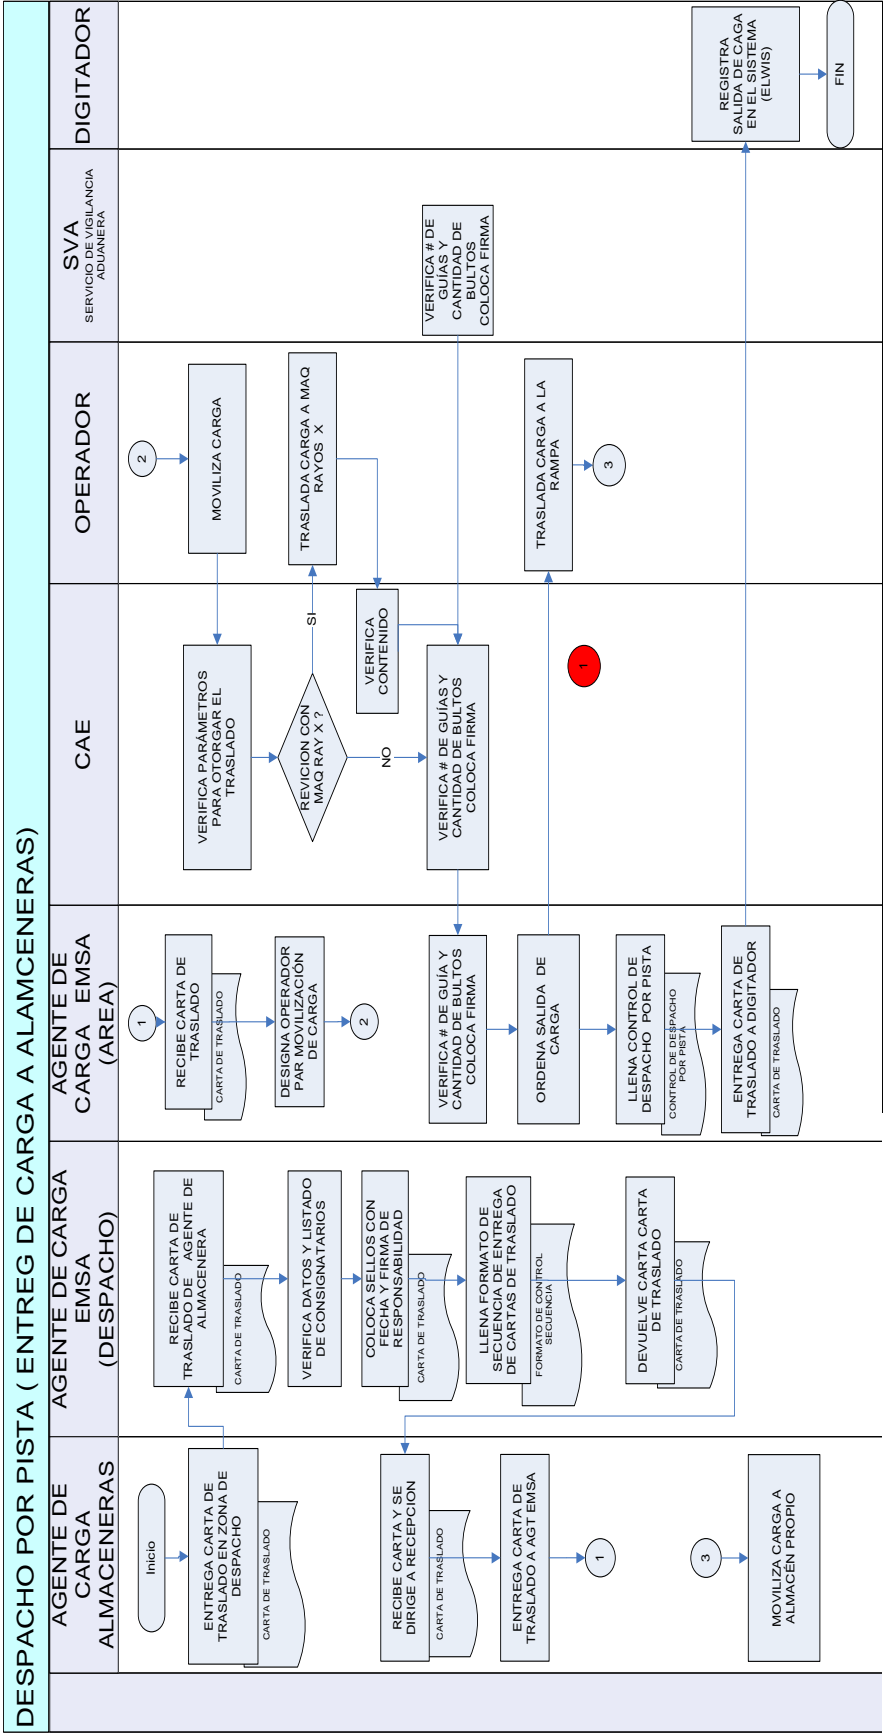 DESPACHO POR PISTA ( ENTREG DE CARGA A ALAMCENERAS)
AGENTE DE
CARGA
ALMACENERAS
AGENTE DE CARGA
EMSA
(DESPACHO)
AGENTE DE
CARGA EMSA
(AREA)
CAE
OPERADOR
SVA
SERVICIO DE VIGILANCIA
ADUANERA
DIGITADOR
Inicio
ENTREGA CARTA DE
TRASLADO EN ZONA DE
DESPACHO
CARTA DE TRASLADO
RECIBE CARTA Y SE
DIRIGE A RECEPCION
CARTA DE TRASLADO
ENTREGA CARTA DE
TRASLADO A AGT EMSA
1
3
MOVILIZA CARGA A
ALMACÉN PROPIO
RECIBE CARTA DE
TRASLADO DE AGENTE DE
ALMACENERA
CARTA DE TRASLADO
VERIFICA DATOS Y LISTADO
DE CONSIGNATARIOS
COLOCA SELLOS CON
FECHA Y FIRMA DE
RESPONSABILIDAD
CARTA DE TRASLADO
LLENA FORMATO DE
SECUENCIA DE ENTREGA
DE CARTAS DE TRASLADO
FORMATO DE CONTROL
SECUENCIA
DEVUELVE CARTA CARTA
DE TRASLADO
CARTA DE TRASLADO
1
RECIBE CARTA DE
TRASLADO
CARTA DE TRASLADO
DESIGNA OPERADOR
PAR MOVILIZACIÓN
DE CARGA
2
VERIFICA # DE GUÍA Y
CANTIDAD DE BULTOS
COLOCA FIRMA
ORDENA SALIDA DE
CARGA
LLENA CONTROL DE
DESPACHO POR PISTA
CONTROL DE DESPACHO
POR PISTA
ENTREGA CARTA DE
TRASLADO A DIGITADOR
CARTA DE TRASLADO
VERIFICA PARÁMETROS
PARA OTORGAR EL
TRASLADO
REVICION CON
MAQ RAY X ?
SI
NO
VERIFICA
CONTENIDO
VERIFICA # DE GUÍAS Y
CANTIDAD DE BULTOS
COLOCA FIRMA
1
2
MOVILIZA CARGA
TRASLADA CARGA A MAQ
RAYOS X
TRASLADA CARGA A LA
RAMPA
3
VERIFICA # DE
GUÍAS Y
CANTIDAD DE
BULTOS
COLOCA FIRMA
REGISTRA
SALIDA DE CAGA
EN EL SISTEMA
(ELWIS)
FIN